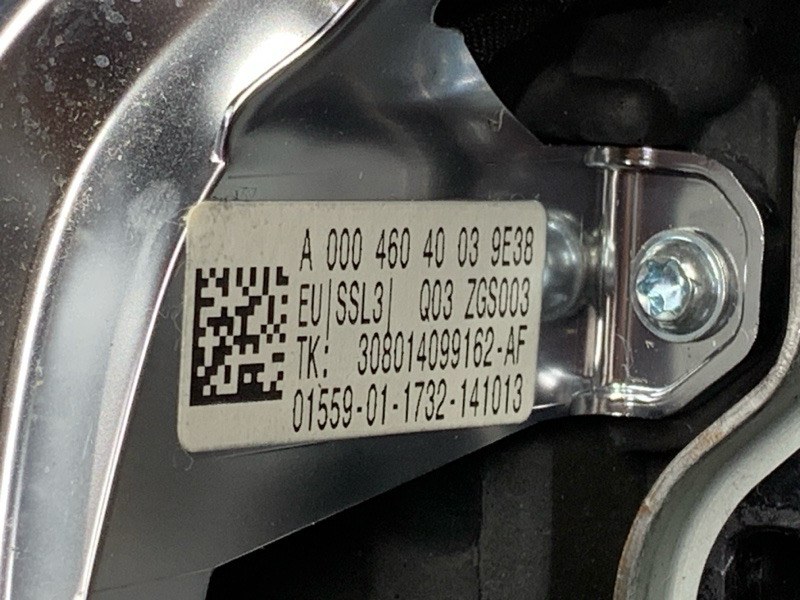 A 000 460 40 03 9E38
EU|SSL3| Q03 ZGS003
TK: 308014099162-AF
01559-01-1732-141013